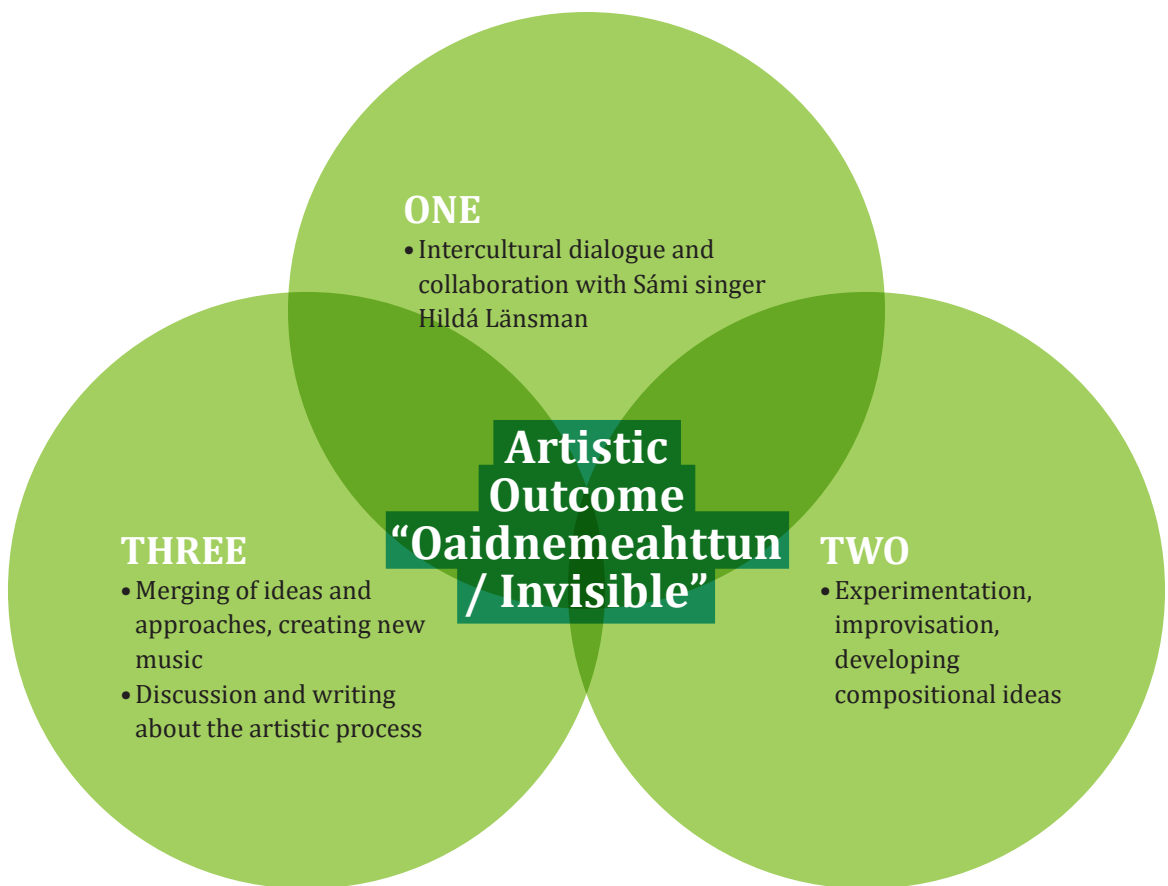 ONE
• Intercultural dialogue and
collaboration with Sámi singer
Hildá Länsman
Artistic
Outcome
“Oaidnemeahttun
/ Invisible”
THREE
• Merging of ideas and
approaches, creating new
music
• Discussion and writing
about the artistic process
TWO
• Experimentation,
improvisation,
developing
compositional ideas